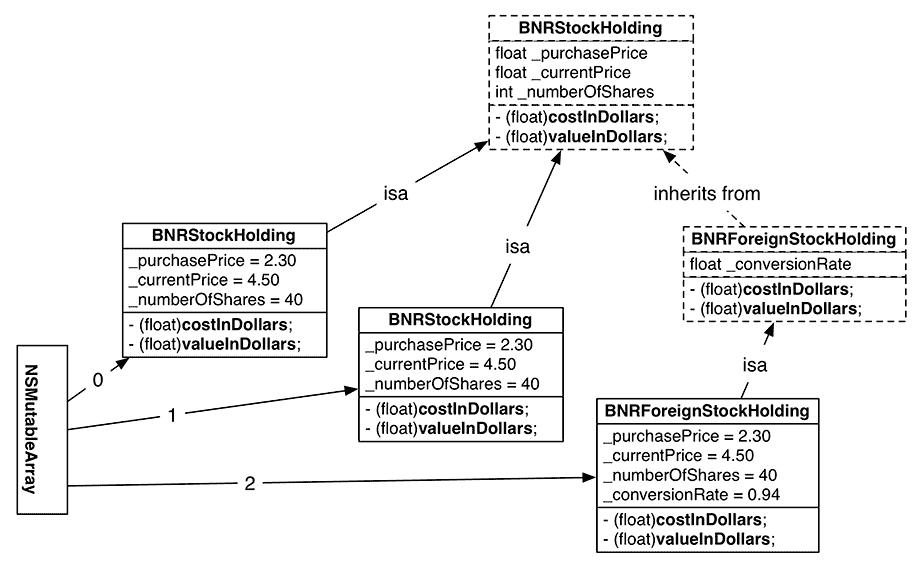 BNRStockHolding
float _purchasePrice
float _currentPrice
int _numberOfShares
- (float)costInDollars;
- (float)valueInDollars;
isa
isa
inherits from
BNRStockHolding
_purchasePrice = 2.30
_currentPrice = 4.50
_numberOfShares = 40
- (float)costInDollars;
- (float)valueInDollars;
BNRForeignStockHolding
float _conversionRate
- (float)costInDollars;
- (float)valueInDollars;
BNRStockHolding
_purchasePrice = 2.30
_currentPrice = 4.50
_numberOfShares = 40
- (float)costInDollars;
- (float)valueInDollars;
isa
NSMutableArray
0
1
2
BNRForeignStockHolding
_purchasePrice = 2.30
_currentPrice = 4.50
_numberOfShares = 40
_conversionRate = 0.94
- (float)costInDollars;
- (float)valueInDollars;